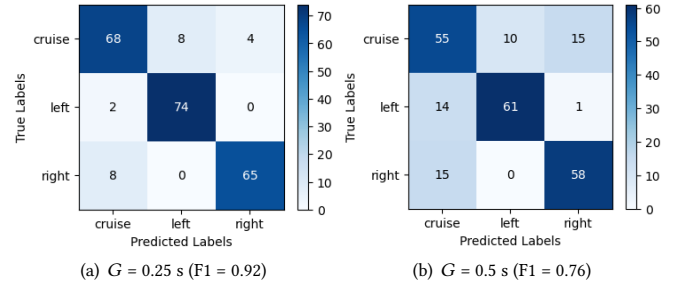 cruise 68 8 4
left 2 74 0
right 8 0 65
cruise left right
Predicted Labels
True Labels
70
60
50
40
30
20
10
0
(a) G = 0.25 s (F1 = 0.92)
cruise 55 10 15
left 14 61 1
right 15 0 58
cruise left right
Predicted Labels
True Labels
60
50
40
30
20
10
0
(b) G = 0.5 s (F1 = 0.76)